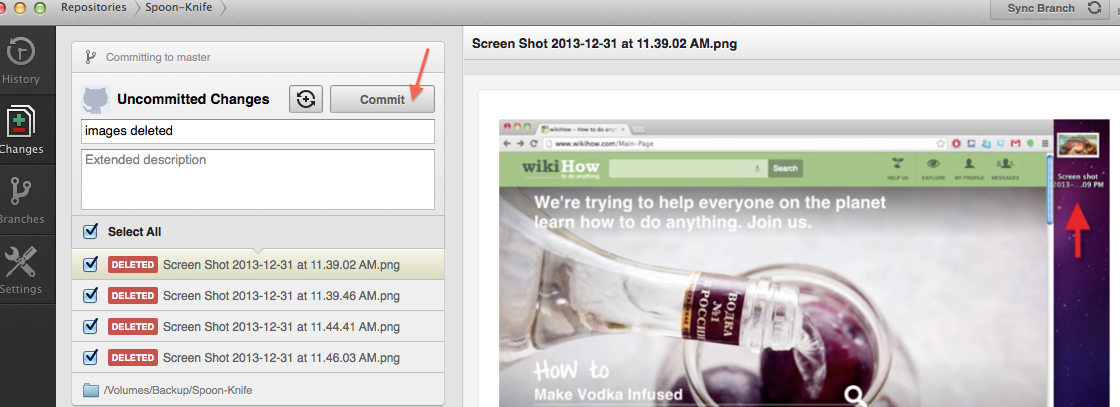 Repositories
Spoon-Knife
Sync Branch
History
Changes
Branches
Settings
Committing to master
Uncommitted Changes
Commit
images deleted
Extended description
Select All
DELETED Screen Shot 2013-12-31 at 11.39.02 AM.png
DELETED Screen Shot 2013-12-31 at 11.39.46 AM.png
DELETED Screen Shot 2013-12-31 at 11.44.41 AM.png
DELETED Screen Shot 2013-12-31 at 11.46.03 AM.png
/Volumes/Backup/Spoon-Knife
Screen Shot 2013-12-31 at 11.39.02 AM.png
wikiHow – How to do anyt
www.wikihow.com/Main-Page
wikiHow
to do anything
Search
HELP US
EXPLORE
MY PROFILE
MESSAGES
Screen shot
2013-...09 PM
We're trying to help everyone on the planet
learn how to do anything. Join us.
ВОДКА
№1
РОССИИ
How to
Make Vodka Infused